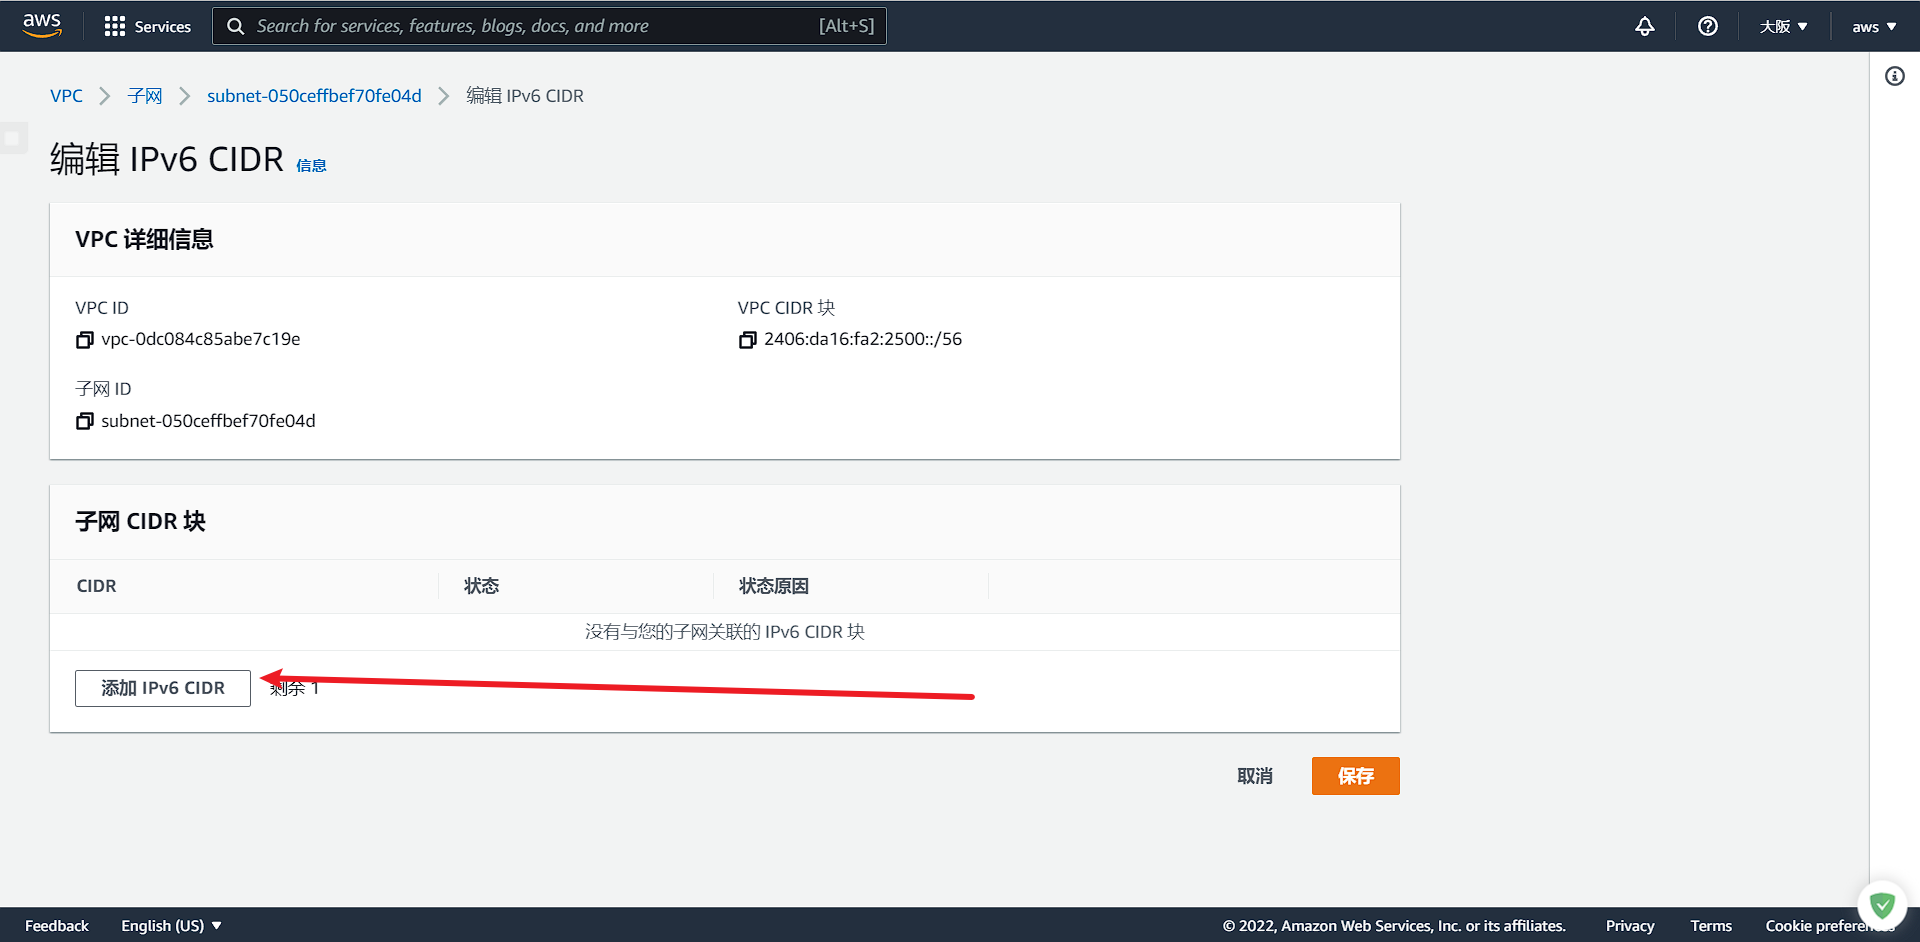 aws Services Search for services, features, blogs, docs, and more [Alt+S] 大阪 aws
VPC 子网 subnet-050ceffbef70fe04d 编辑 IPv6 CIDR
编辑 IPv6 CIDR 信息
VPC 详细信息
VPC ID VPC CIDR 块
vpc-0dc084c85abe7c19e 2406:da16:fa2:2500::/56
子网 ID
subnet-050ceffbef70fe04d
子网 CIDR 块
CIDR 状态 状态原因
没有与您的子网关联的 IPv6 CIDR 块
添加 IPv6 CIDR 剩余 1
取消 保存
Feedback English (US) © 2022, Amazon Web Services, Inc. or its affiliates. Privacy Terms Cookie